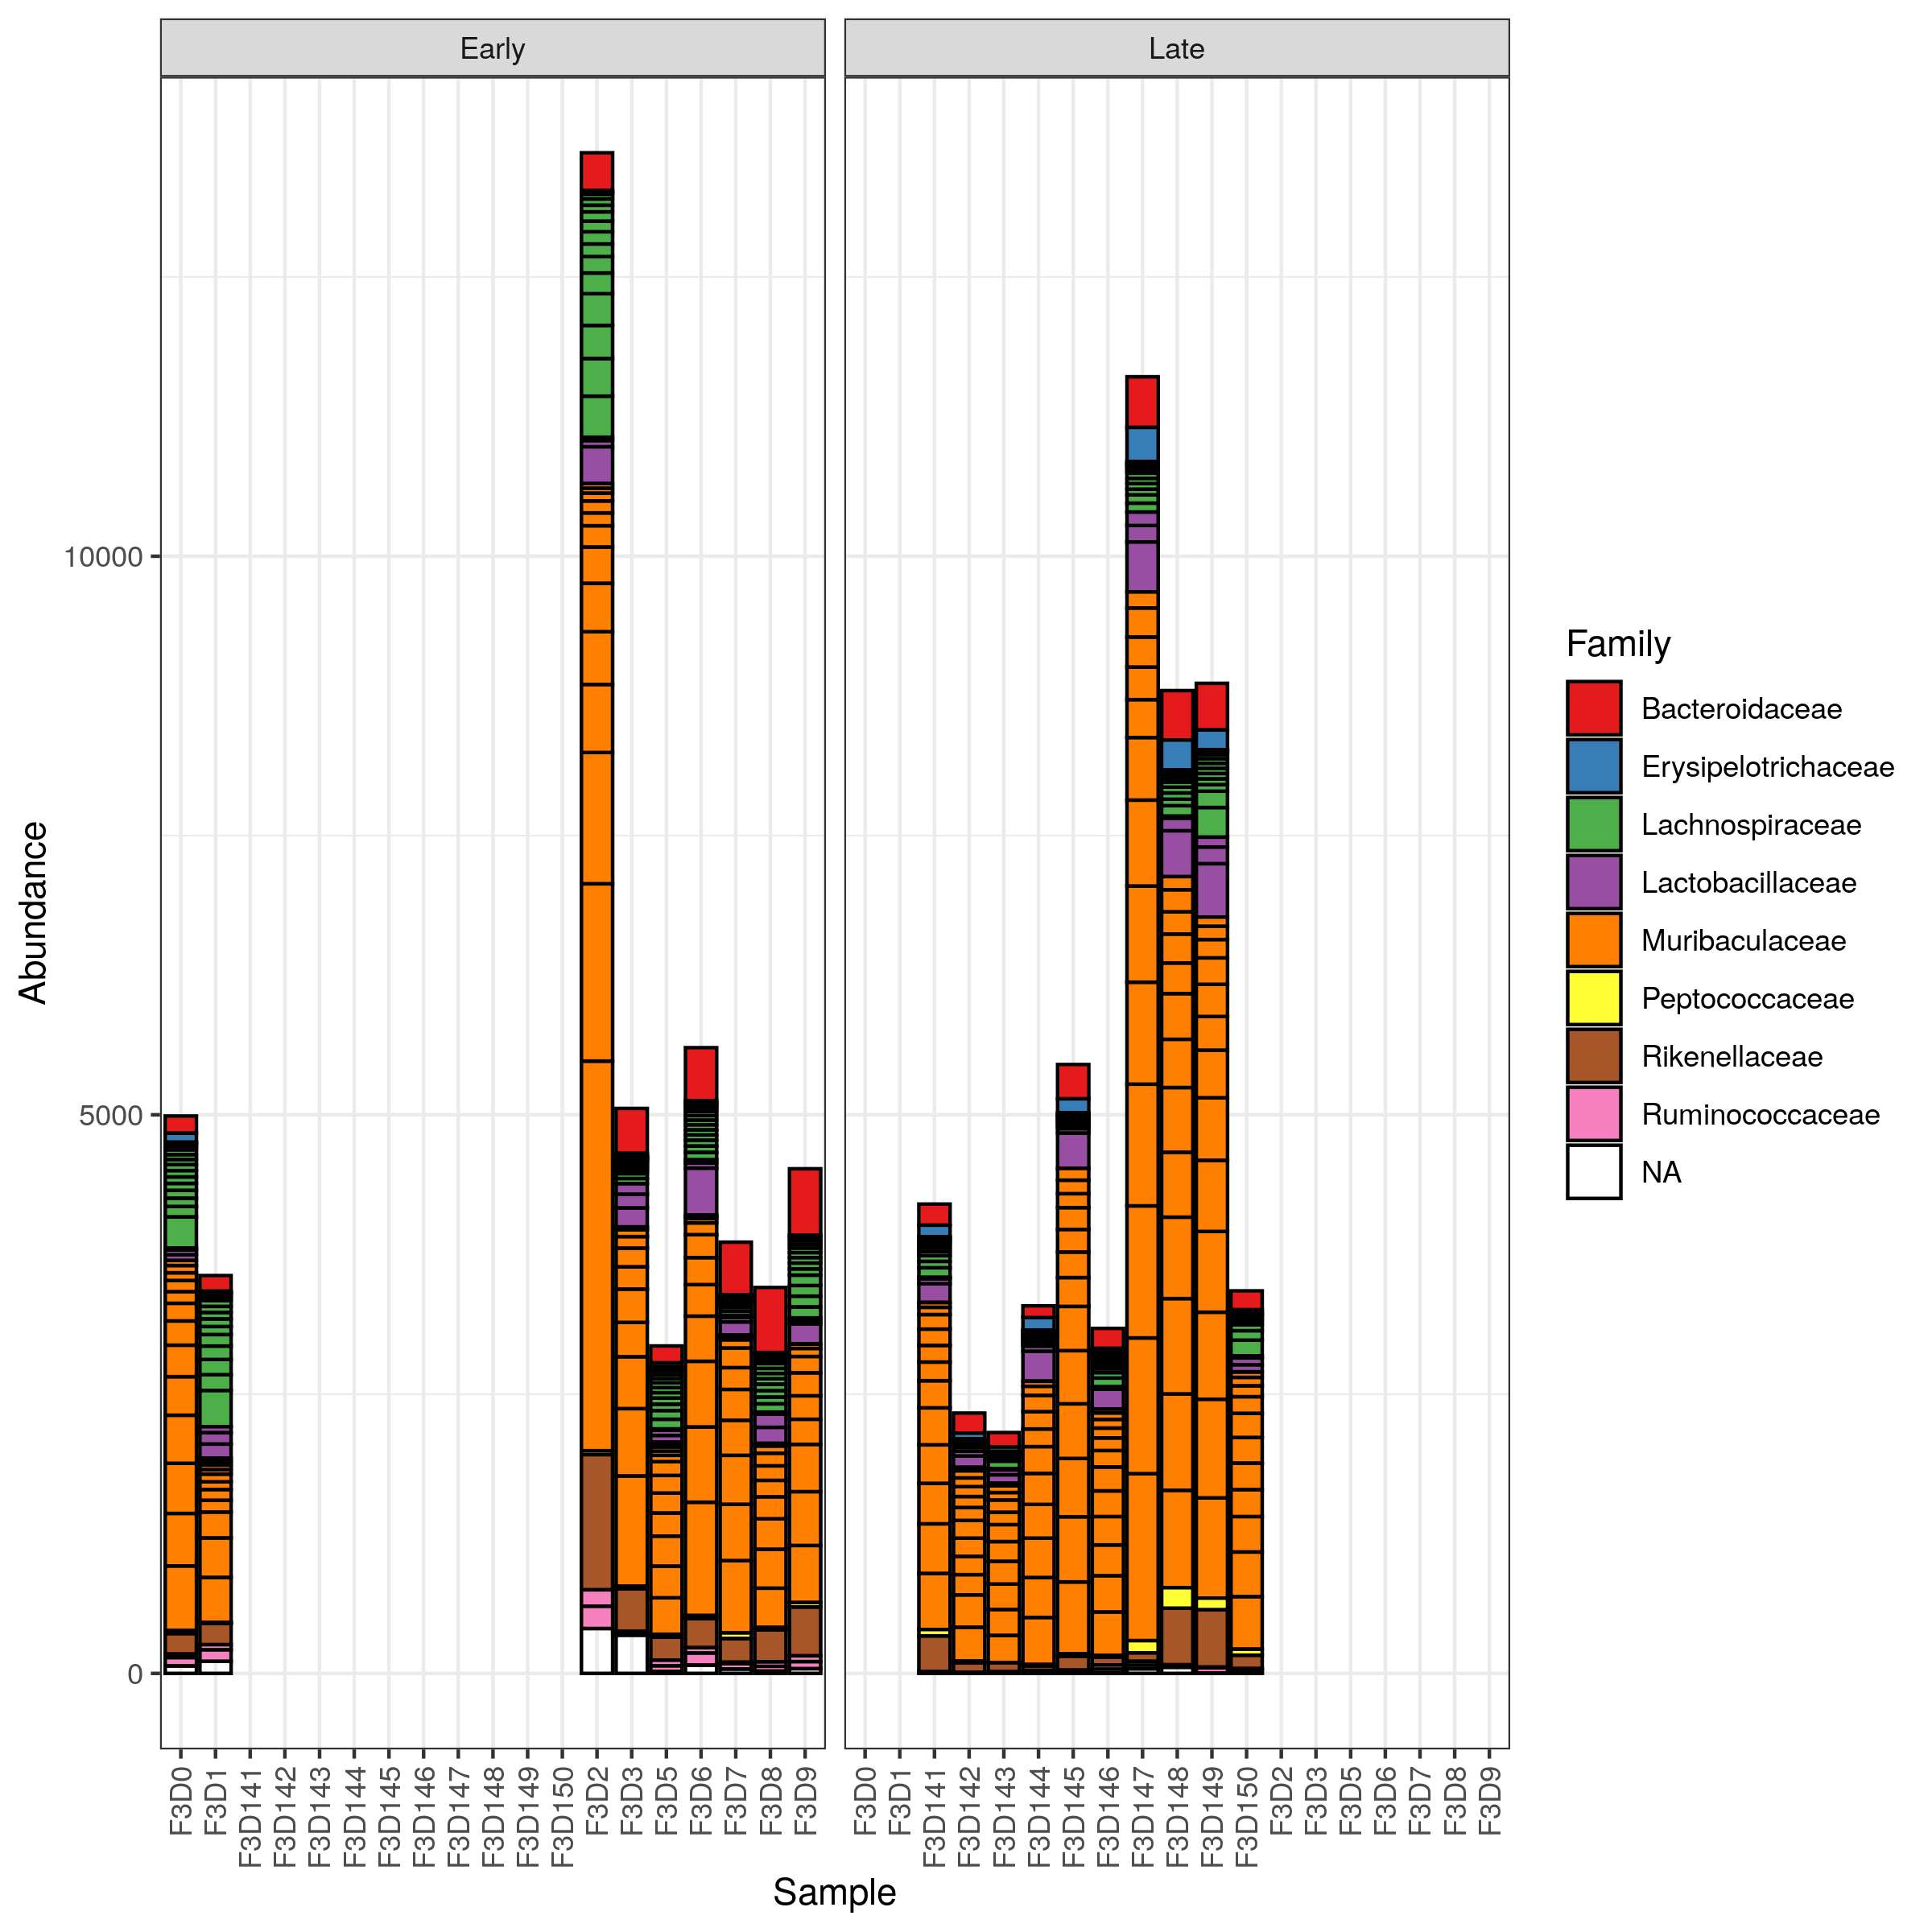 Early Late
Abundance
10000
5000
0
F3D0 F3D1 F3D141 F3D142 F3D143 F3D144 F3D145 F3D146 F3D147 F3D148 F3D149 F3D150 F3D2 F3D3 F3D5 F3D6 F3D7 F3D8 F3D9
F3D0 F3D1 F3D141 F3D142 F3D143 F3D144 F3D145 F3D146 F3D147 F3D148 F3D149 F3D150 F3D2 F3D3 F3D5 F3D6 F3D7 F3D8 F3D9
Sample
Family
Bacteroidaceae
Erysipelotrichaceae
Lachnospiraceae
Lactobacillaceae
Muribaculaceae
Peptococcaceae
Rikenellaceae
Ruminococcaceae
NA